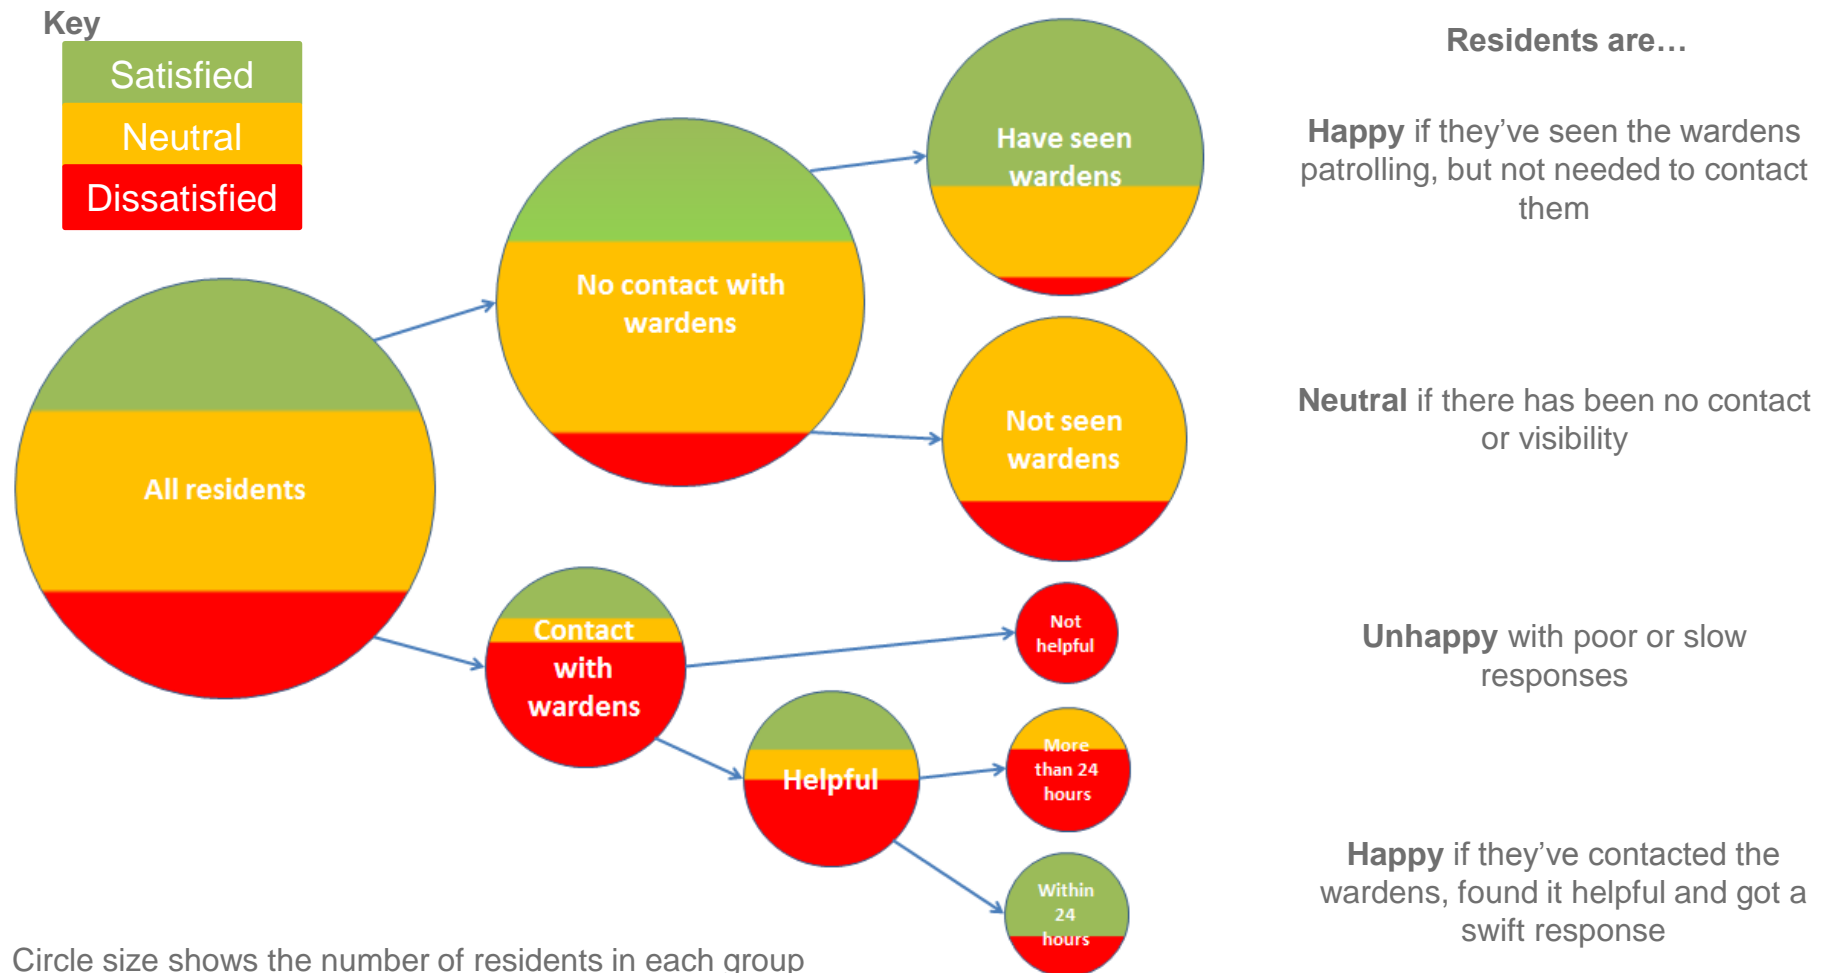 Key
Satisfied
Neutral
Dissatisfied
All residents
No contact with
wardens
Contact
with
wardens
Have seen
wardens
Not seen
wardens
Not
helpful
Helpful
More
than 24
hours
Within
24
hours
Residents are…
Happy if they’ve seen the wardens
patrolling, but not needed to contact
them
Neutral if there has been no contact
or visibility
Unhappy with poor or slow
responses
Happy if they’ve contacted the
wardens, found it helpful and got a
swift response
Circle size shows the number of residents in each group